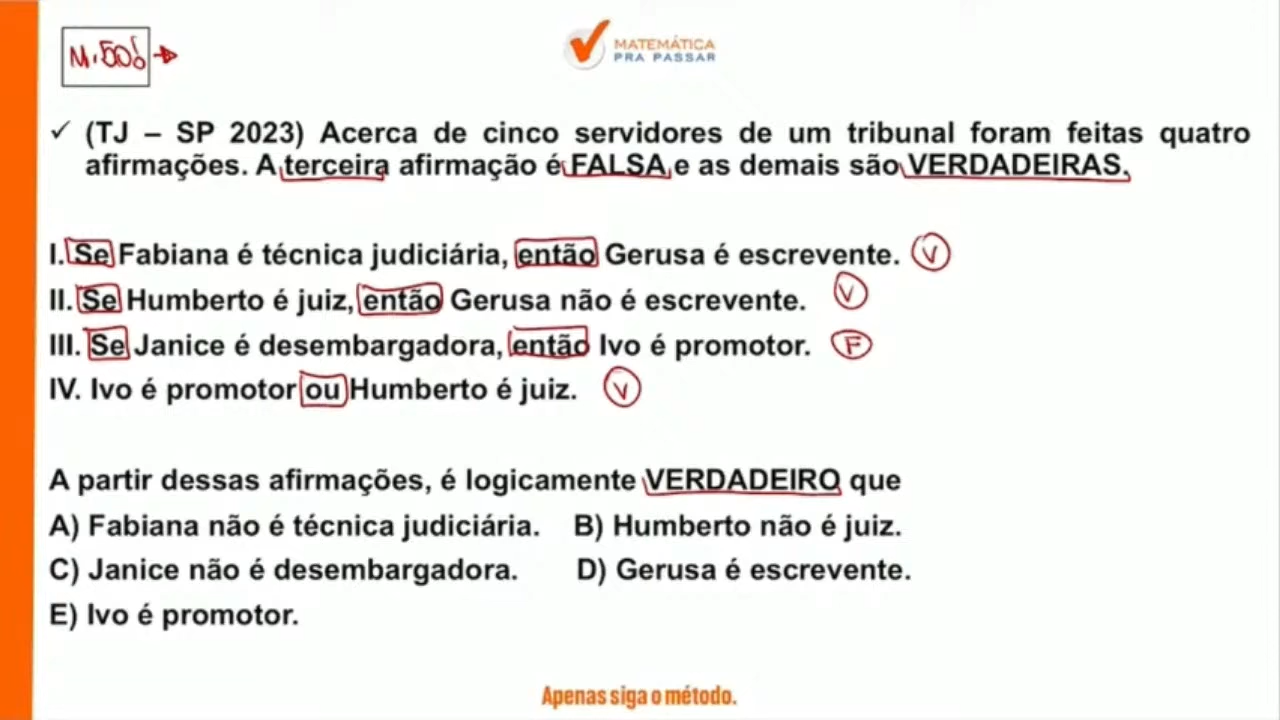 MATEMÁTICA
PRA PASSAR
✓ (TJ – SP 2023) Acerca de cinco servidores de um tribunal foram feitas quatro
afirmações. A terceira afirmação é FALSA e as demais são VERDADEIRAS.
I. Se Fabiana é técnica judiciária, então Gerusa é escrevente. V
II. Se Humberto é juiz, então Gerusa não é escrevente. V
III. Se Janice é desembargadora, então Ivo é promotor. F
IV. Ivo é promotor ou Humberto é juiz. V
A partir dessas afirmações, é logicamente VERDADEIRO que
A) Fabiana não é técnica judiciária. B) Humberto não é juiz.
C) Janice não é desembargadora. D) Gerusa é escrevente.
E) Ivo é promotor.
Apenas siga o método.